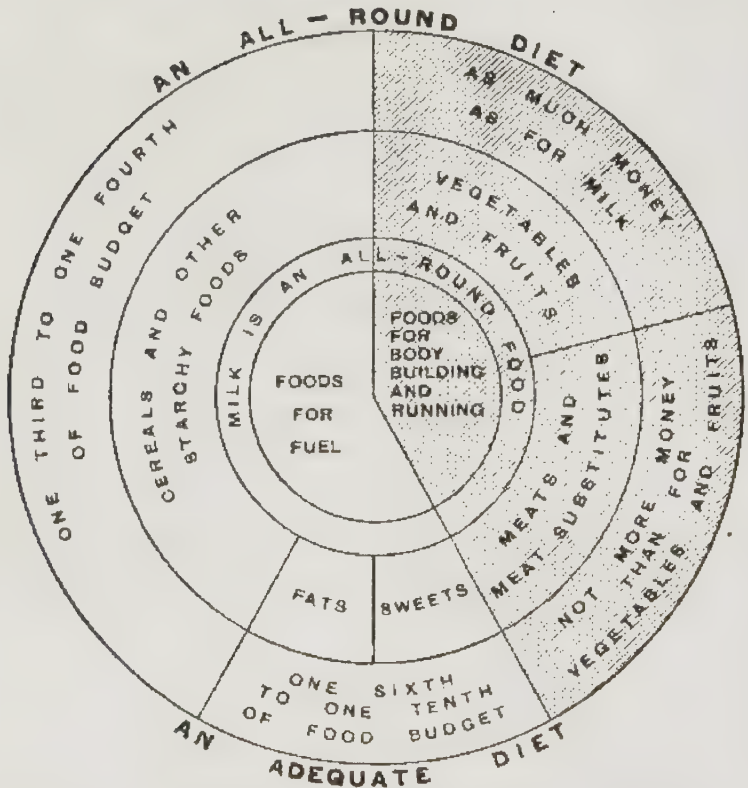 AN ALL-ROUND DIET
AS MUCH MONEY
AS FOR MILK
VEGETABLES
AND FRUITS
ONE THIRD TO ONE FOURTH
OF FOOD BUDGET
CEREALS AND OTHER
STARCHY FOODS
MILK IS AN ALL-ROUND FOOD
FOODS
FOR
FUEL
FOODS
FOR
BODY
BUILDING
AND
RUNNING
MEATS AND
MEAT SUBSTITUTES
NOT MORE MONEY
THAN FOR
VEGETABLES AND FRUITS
FATS
SWEETS
ONE SIXTH
TO ONE TENTH
OF FOOD BUDGET
AN ADEQUATE DIET